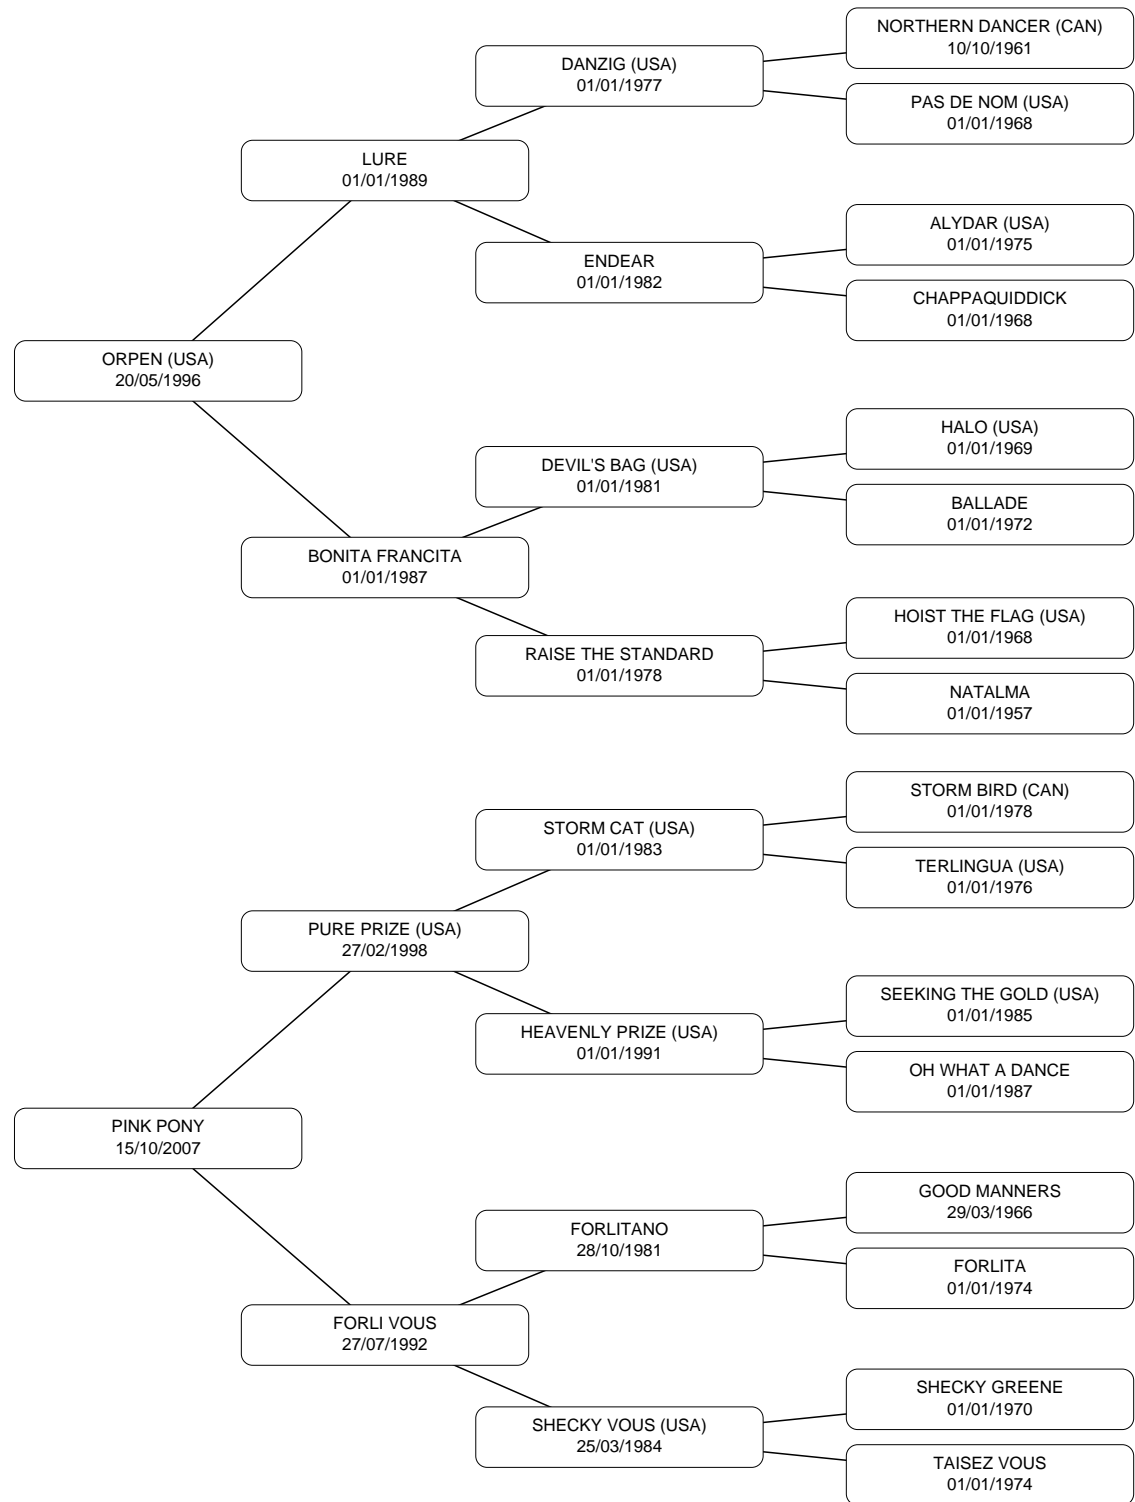 NORTHERN DANCER (CAN)
10/10/1961
DANZIG (USA)
01/01/1977
PAS DE NOM (USA)
01/01/1968
LURE
01/01/1989
ALYDAR (USA)
01/01/1975
ENDEAR
01/01/1982
CHAPPAQUIDDICK
01/01/1968
ORPEN (USA)
20/05/1996
HALO (USA)
01/01/1969
DEVIL'S BAG (USA)
01/01/1981
BALLADE
01/01/1972
BONITA FRANCITA
01/01/1987
HOIST THE FLAG (USA)
01/01/1968
RAISE THE STANDARD
01/01/1978
NATALMA
01/01/1957
STORM BIRD (CAN)
01/01/1978
STORM CAT (USA)
01/01/1983
TERLINGUA (USA)
01/01/1976
PURE PRIZE (USA)
27/02/1998
SEEKING THE GOLD (USA)
01/01/1985
HEAVENLY PRIZE (USA)
01/01/1991
OH WHAT A DANCE
01/01/1987
PINK PONY
15/10/2007
GOOD MANNERS
29/03/1966
FORLITANO
28/10/1981
FORLITA
01/01/1974
FORLI VOUS
27/07/1992
SHECKY GREENE
01/01/1970
SHECKY VOUS (USA)
25/03/1984
TAISEZ VOUS
01/01/1974